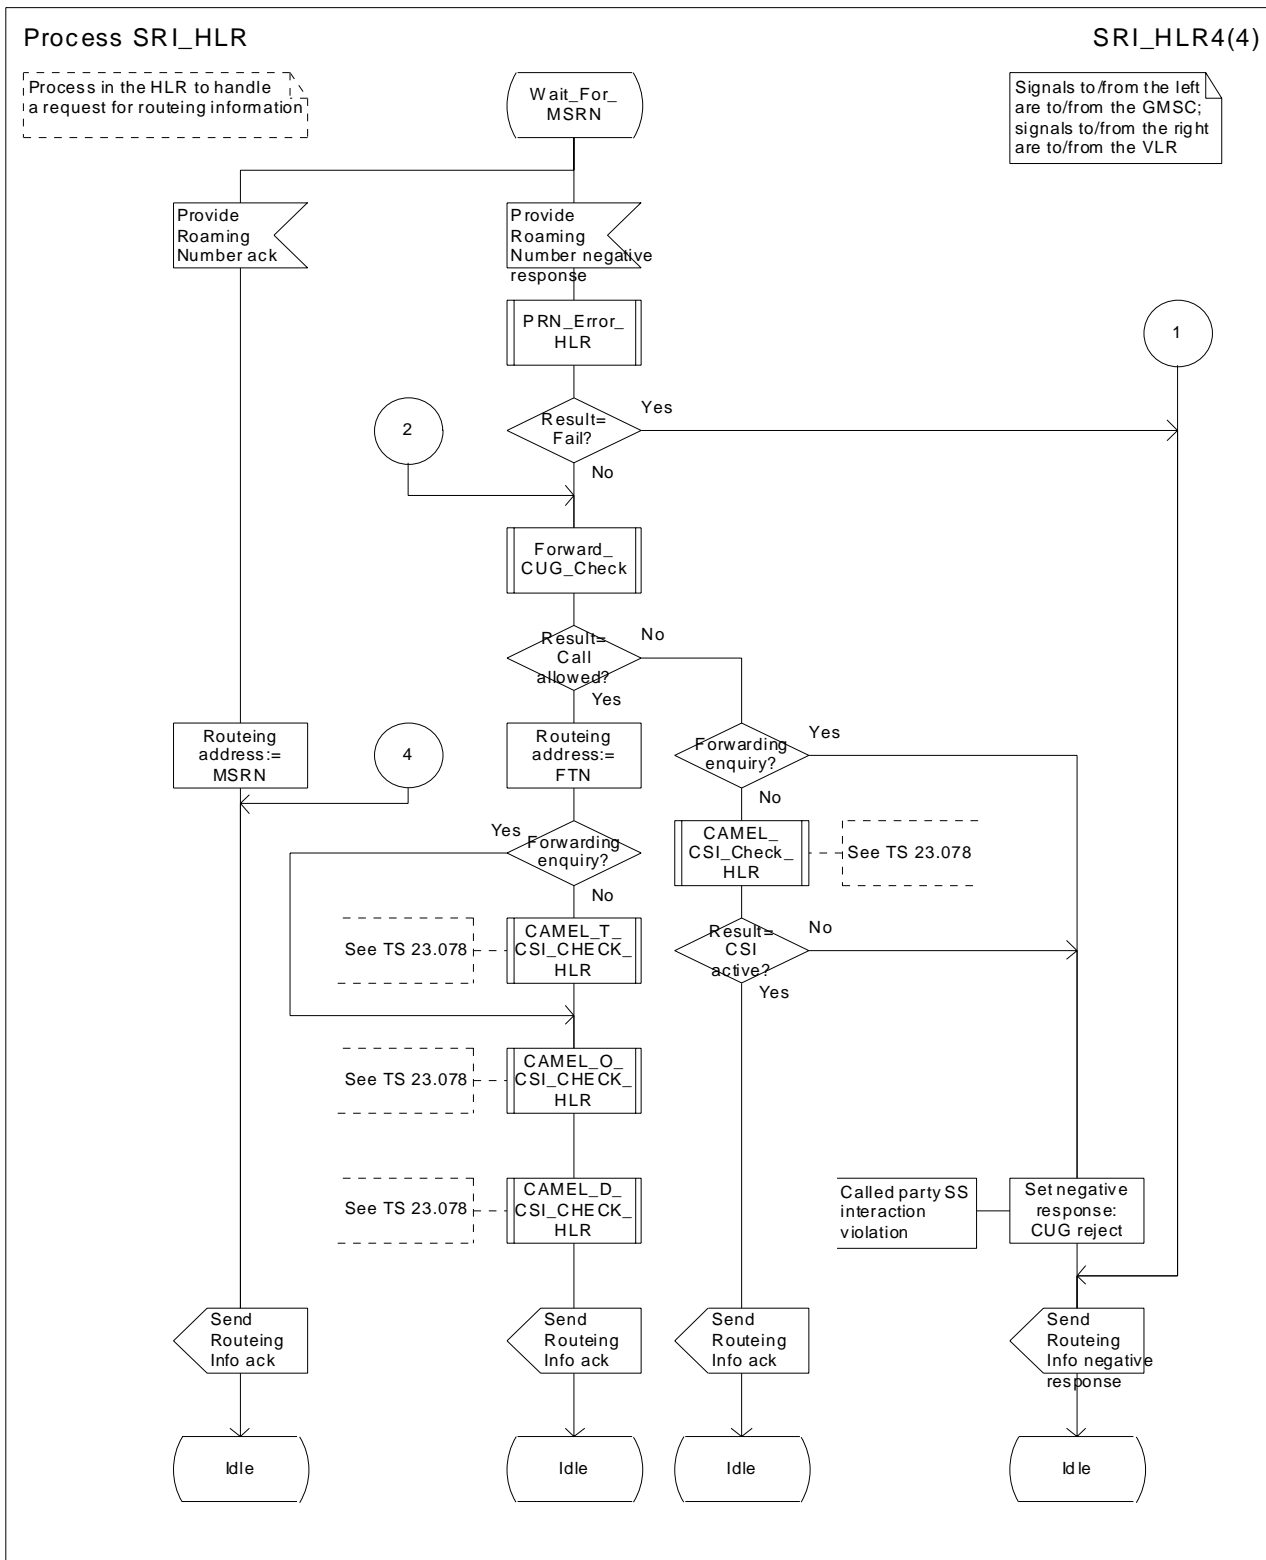 Process SRI_HLR
SRI_HLR4(4)
Process in the HLR to handle
a request for routeing information
Wait_For_
MSRN
Signals to/from the left
are to/from the GMSC;
signals to/from the right
are to/from the VLR
Provide
Roaming
Number ack
Provide
Roaming
Number negative
response
PRN_Error_
HLR
1
2
Result=
Fail?
Yes
No
Forward_
CUG_Check
Result=
Call
allowed?
No
Yes
Routeing
address:=
MSRN
4
Routeing
address:=
FTN
Forwarding
enquiry?
Yes
No
Yes
Forwarding
enquiry?
No
CAMEL_
CSI_Check_
HLR
See TS 23.078
See TS 23.078
CAMEL_T_
CSI_CHECK_
HLR
Result=
CSI
active?
No
Yes
See TS 23.078
CAMEL_O_
CSI_CHECK_
HLR
See TS 23.078
CAMEL_D_
CSI_CHECK_
HLR
Called party SS
interaction
violation
Set negative
response:
CUG reject
Send
Routeing
Info ack
Send
Routeing
Info ack
Send
Routeing
Info ack
Send
Routeing
Info negative
response
Idle
Idle
Idle
Idle